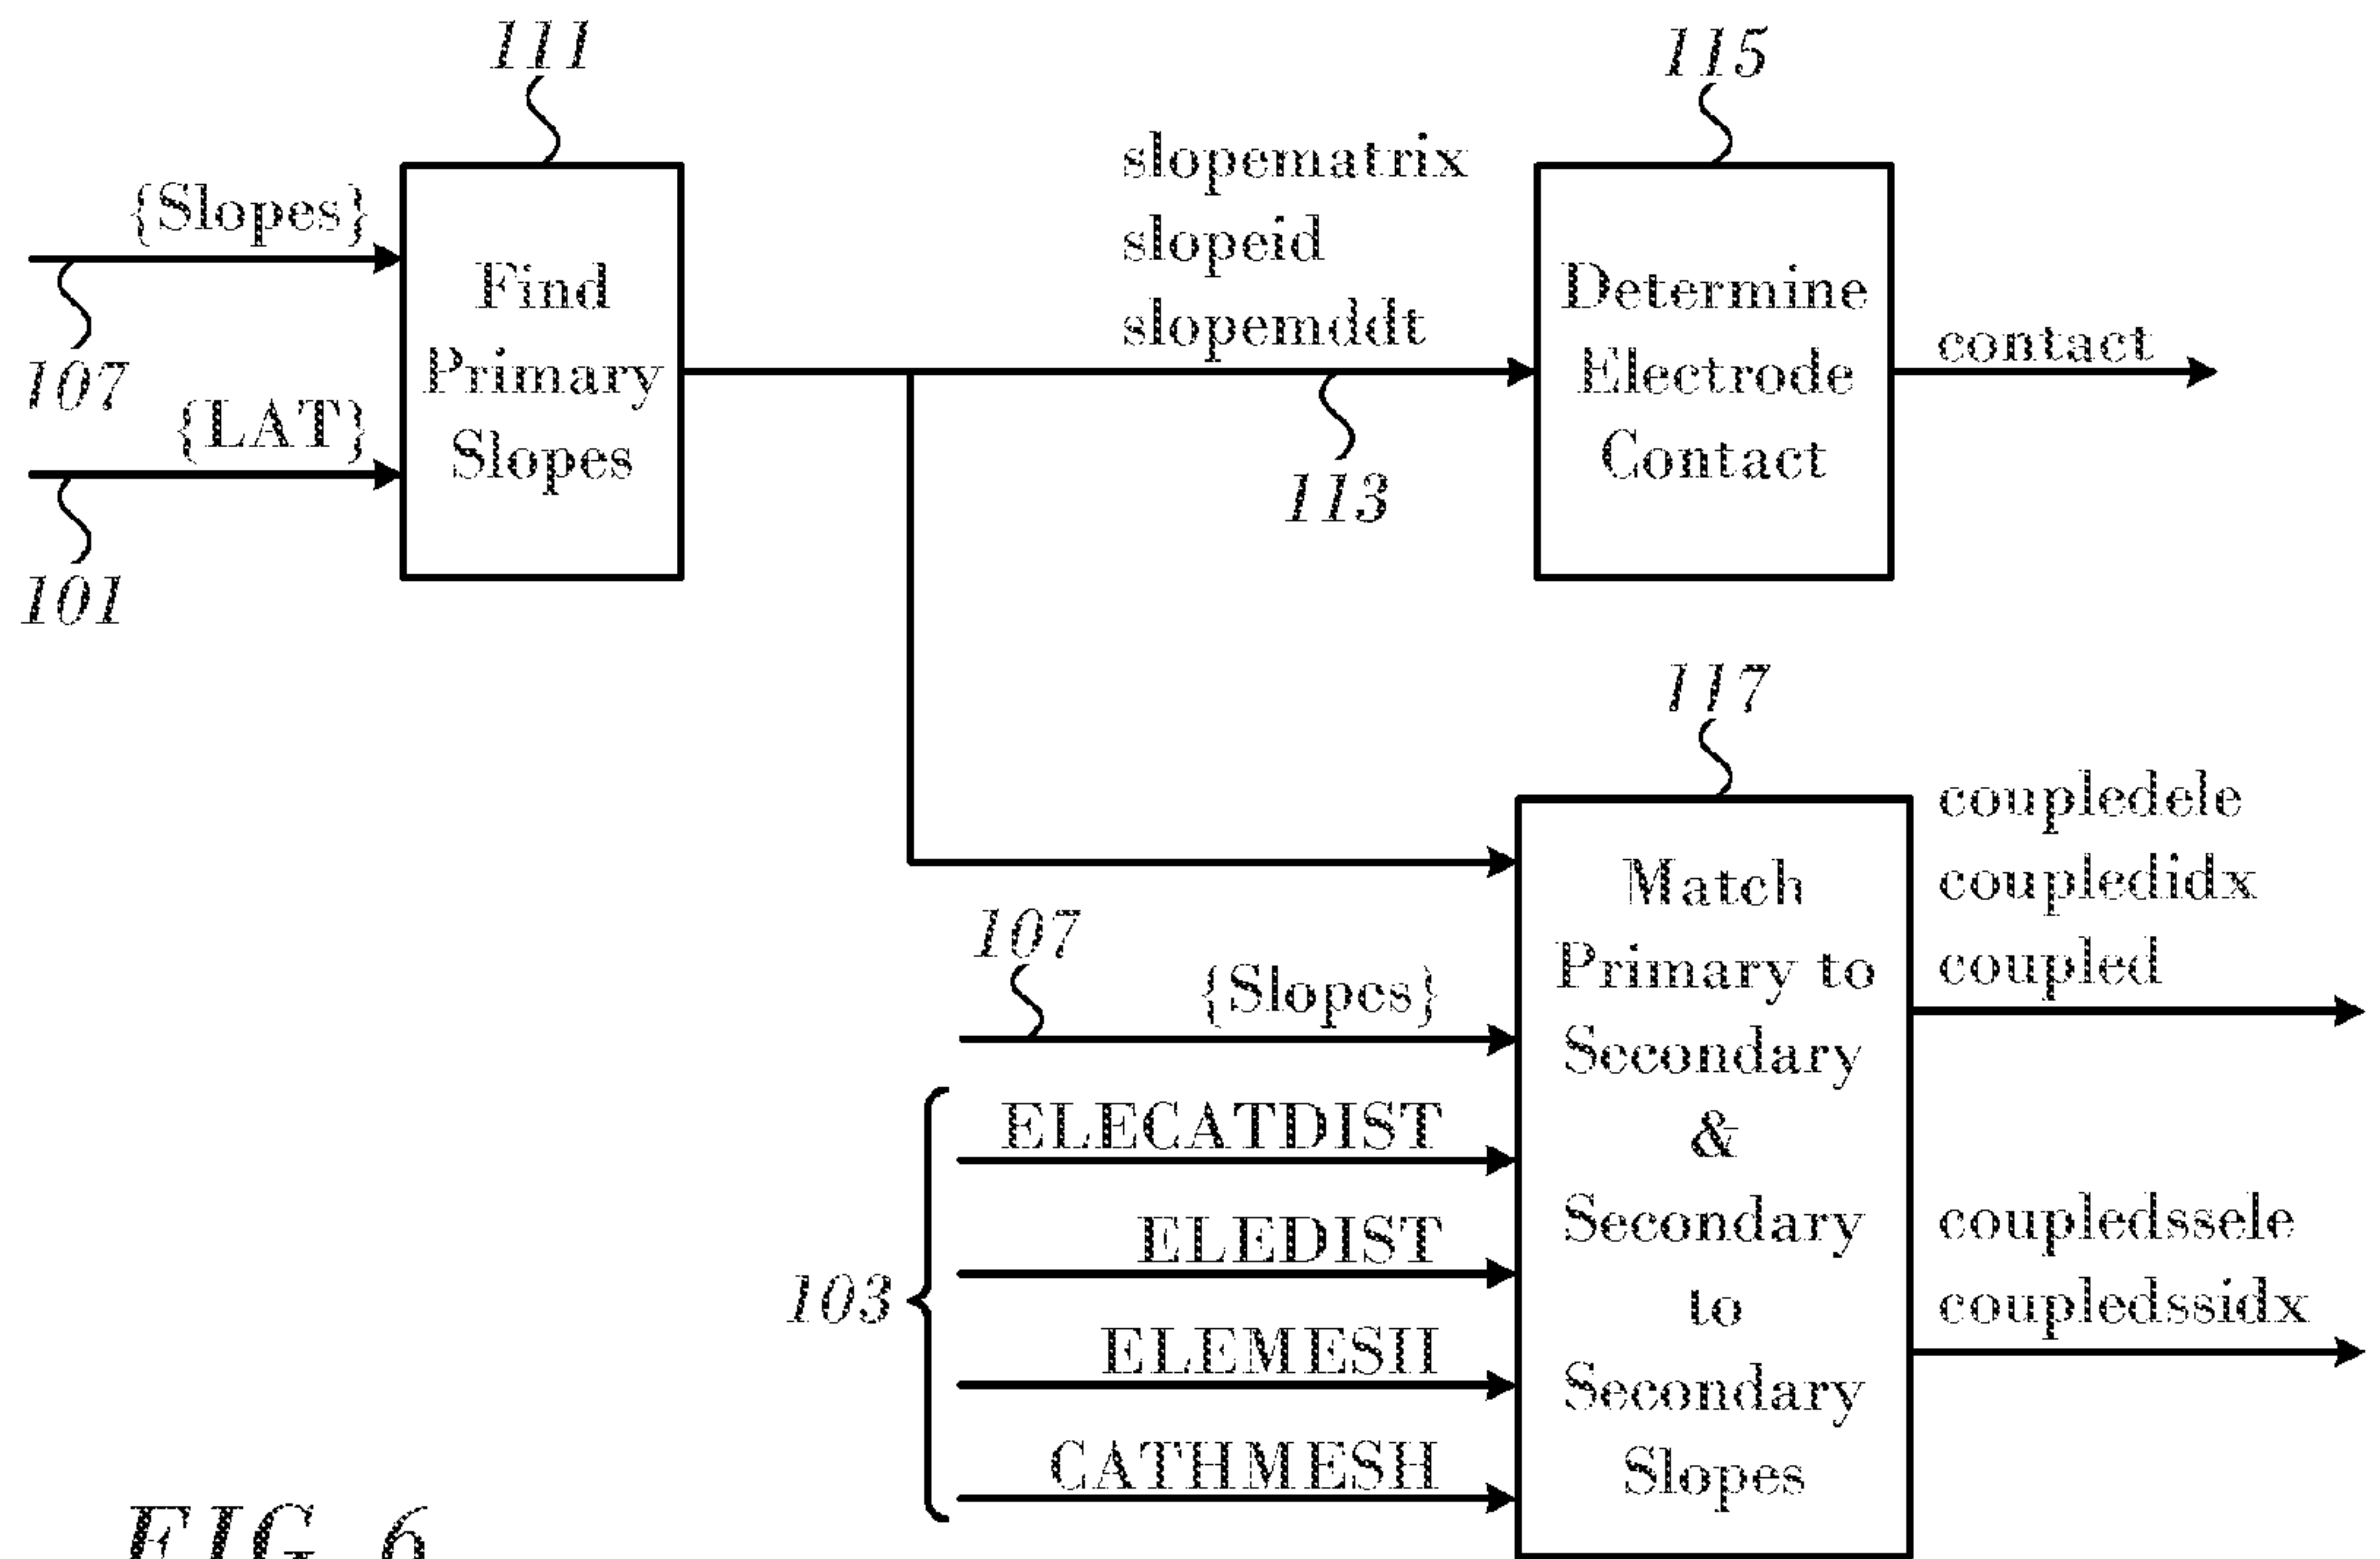 111
{Slopes}
107
{LAT}
101
Find
Primary
Slopes
slopematrix
slopeid
slopemddt
113
115
Determine
Electrode
Contact
contact
117
107
{Slopes}
103
ELECATDIST
ELEDIST
ELEMESH
CATHMESH
Match
Primary to
Secondary
&
Secondary
to
Secondary
Slopes
coupledele
coupledidx
coupled
coupledssele
coupledssidx
FIG. 6